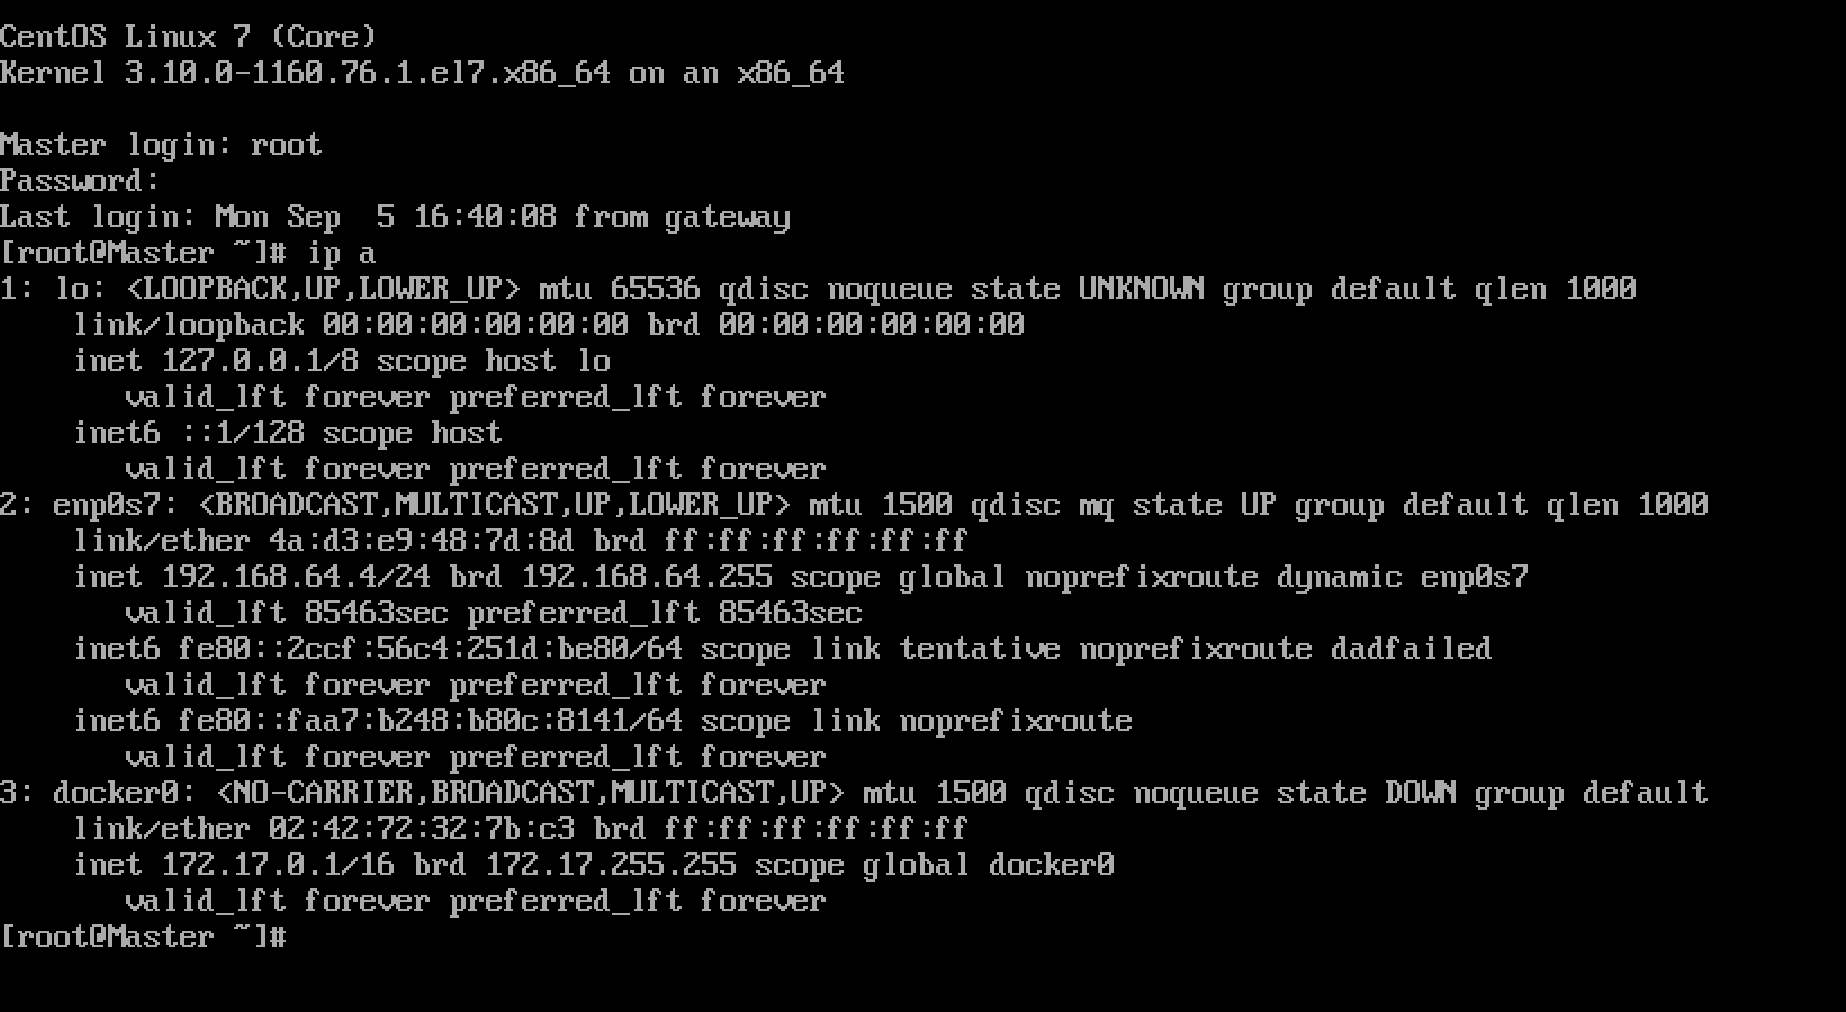 CentOS Linux 7 (Core)
Kernel 3.10.0-1160.76.1.el7.x86_64 on an x86_64
Master login: root
Password:
Last login: Mon Sep  5 16:40:08 from gateway
[root@Master ~]# ip a
1: lo: <LOOPBACK,UP,LOWER_UP> mtu 65536 qdisc noqueue state UNKNOWN group default qlen 1000
    link/loopback 00:00:00:00:00:00 brd 00:00:00:00:00:00
    inet 127.0.0.1/8 scope host lo
       valid_lft forever preferred_lft forever
    inet6 ::1/128 scope host
       valid_lft forever preferred_lft forever
2: enp0s7: <BROADCAST,MULTICAST,UP,LOWER_UP> mtu 1500 qdisc mq state UP group default qlen 1000
    link/ether 4a:d3:e9:48:7d:8d brd ff:ff:ff:ff:ff:ff
    inet 192.168.64.4/24 brd 192.168.64.255 scope global noprefixroute dynamic enp0s7
       valid_lft 85463sec preferred_lft 85463sec
    inet6 fe80::2ccf:56c4:251d:be80/64 scope link tentative noprefixroute dadfailed
       valid_lft forever preferred_lft forever
    inet6 fe80::faa7:b248:b80c:8141/64 scope link noprefixroute
       valid_lft forever preferred_lft forever
3: docker0: <NO-CARRIER,BROADCAST,MULTICAST,UP> mtu 1500 qdisc noqueue state DOWN group default
    link/ether 02:42:72:32:7b:c3 brd ff:ff:ff:ff:ff:ff
    inet 172.17.0.1/16 brd 172.17.255.255 scope global docker0
       valid_lft forever preferred_lft forever
[root@Master ~]#